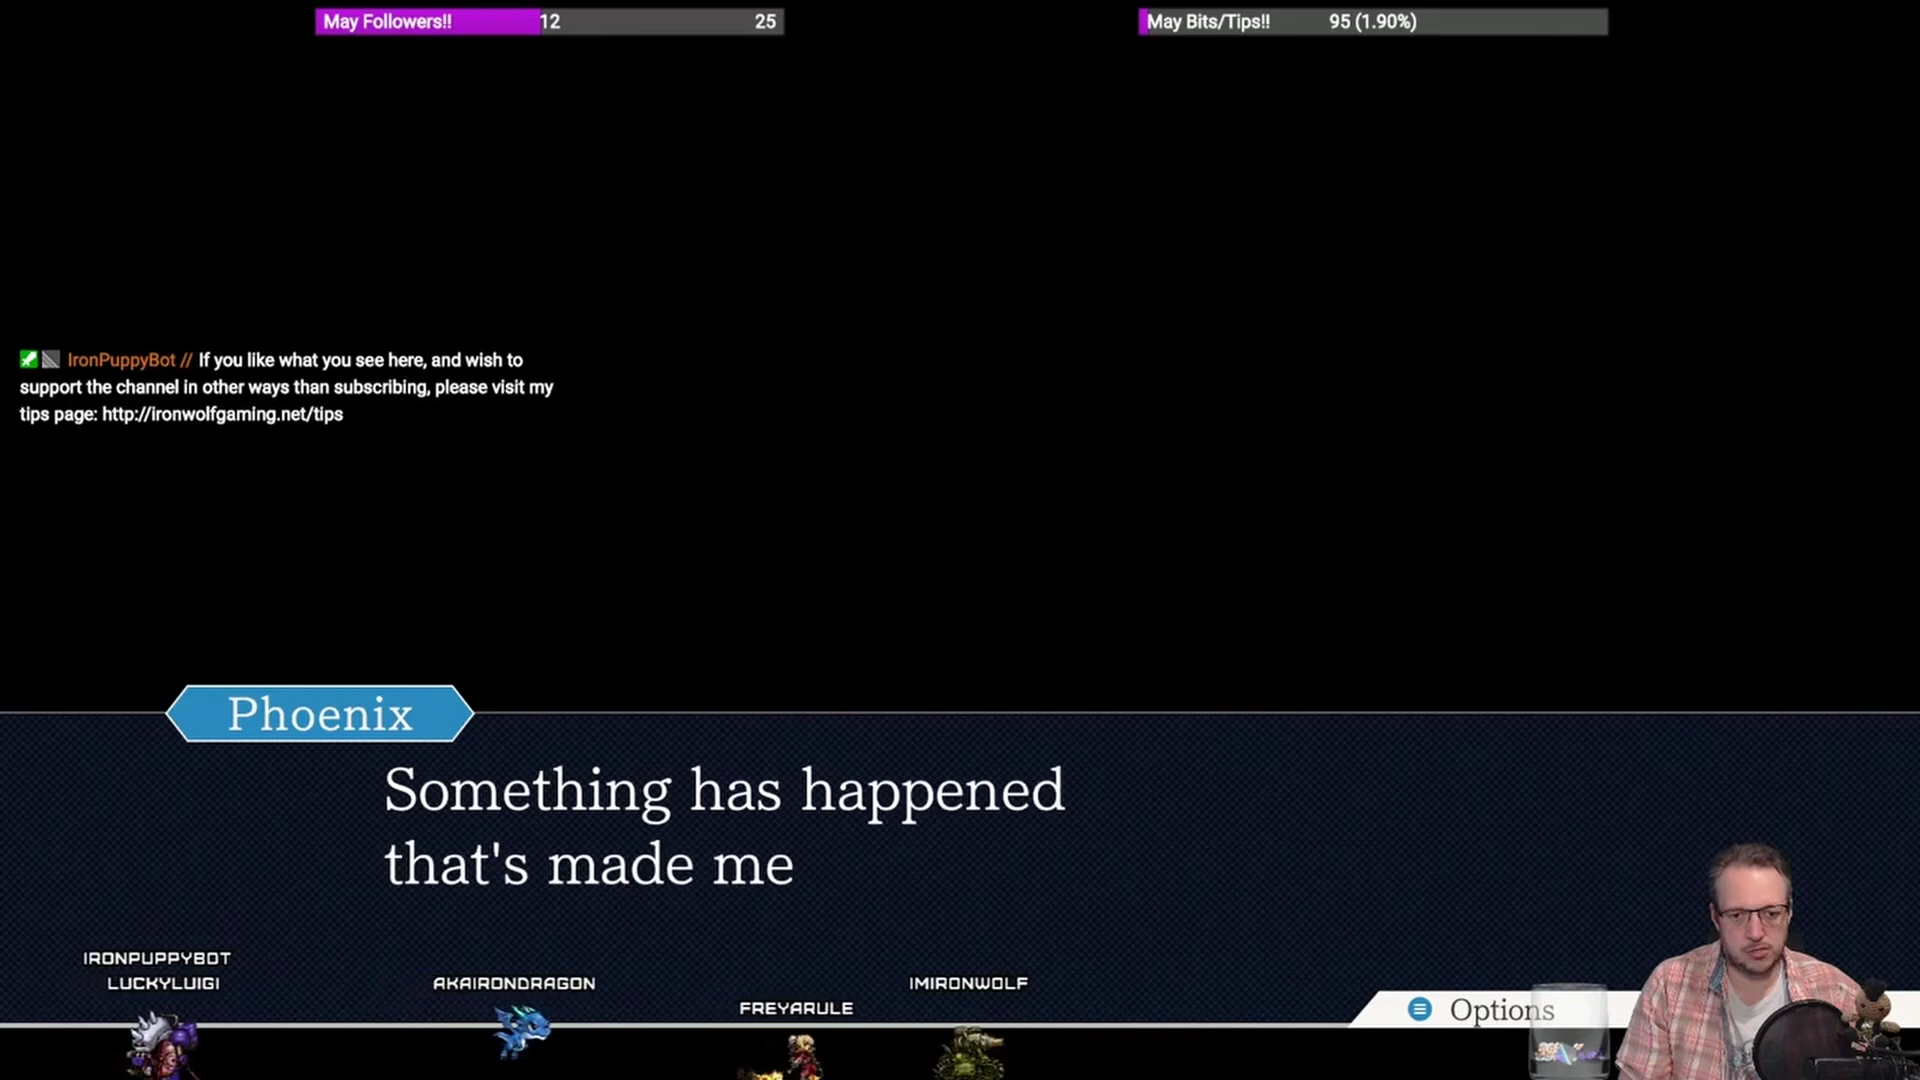 May Followers!! 12 25
May Bits/Tips!! 95 (1.90%)
IronPuppyBot // If you like what you see here, and wish to
support the channel in other ways than subscribing, please visit my
tips page: http://ironwolfgaming.net/tips
Phoenix
Something has happened
that's made me
IRONPUPPYBOT
LUCKYLUIGI
AKAIRONDRAGON
FREYARULE
IMIRONWOLF
Options